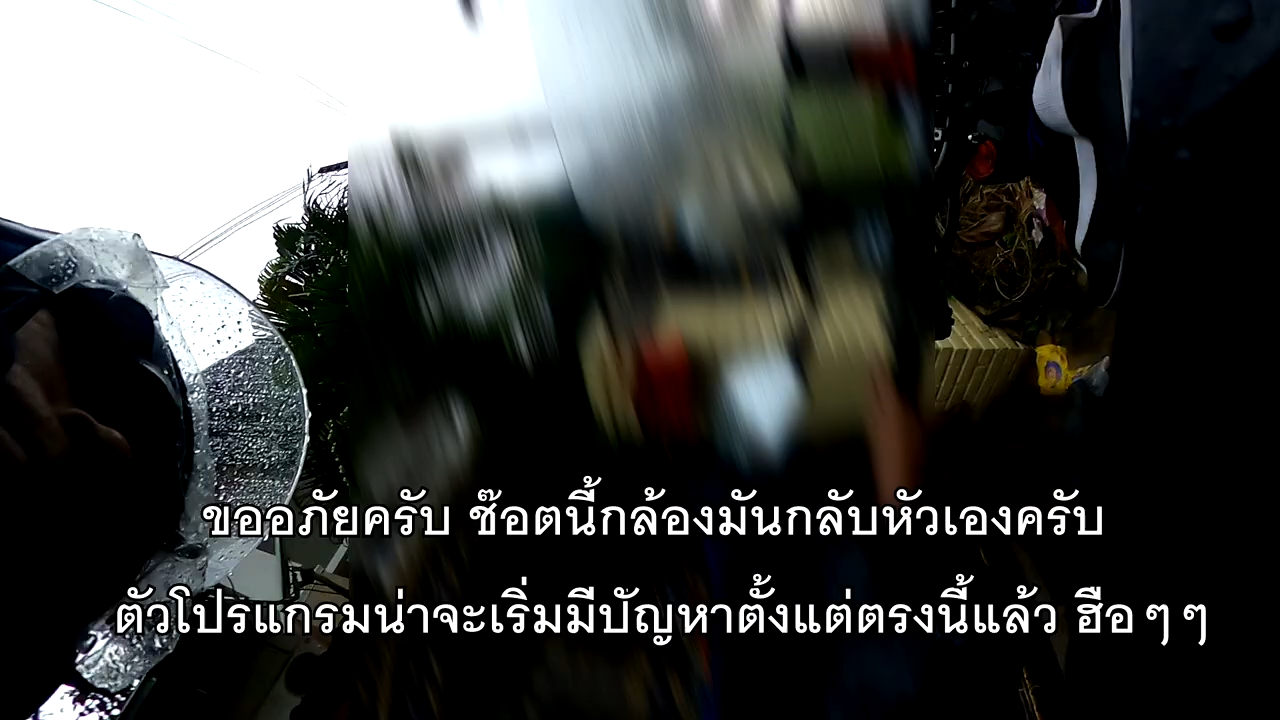 ขออภัยครับ ช๊อตนี้กล้องมันกลับหัวเองครับ
ตัวโปรแกรมน่าจะเริ่มมีปัญหาตั้งแต่ตรงนี้แล้ว ฮือๆๆ